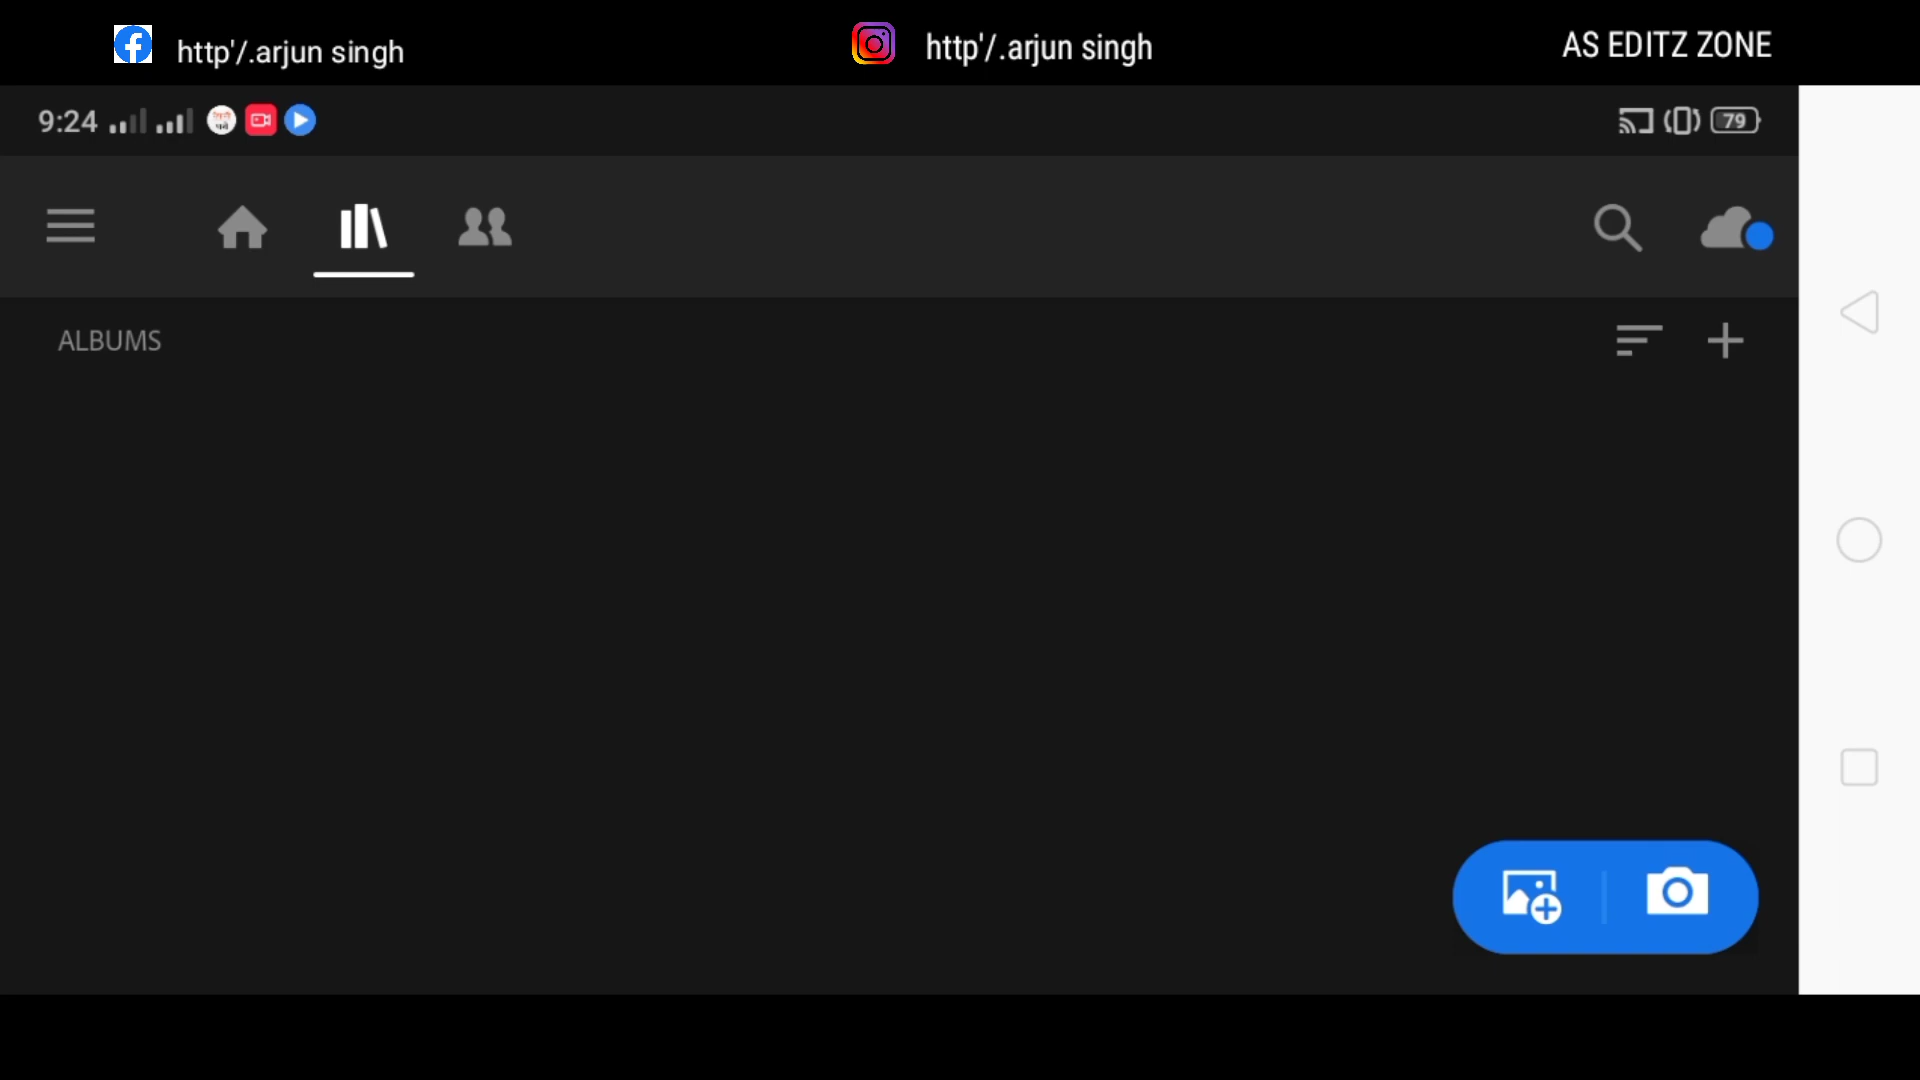 http'/.arjun singh
http'/.arjun singh
AS EDITZ ZONE
9:24
79
ALBUMS